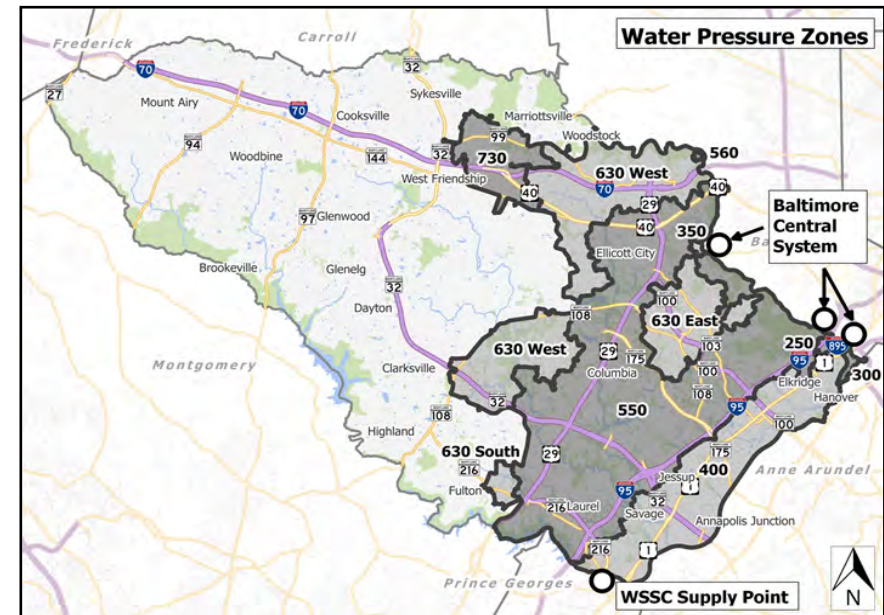 Water Pressure Zones
Frederick
Carroll
70
32
Sykesville
27
Mount Airy
70
Cooksville
Marriottsville
MARYLAND
99
Woodstock
94
Woodbine
144
32
730
West Friendship
630 West
560
40
70
29
40
97
Glenwood
40
350
Baltimore
Central
System
Ba
Ellicott City
Brookeville
Glenelg
32
Dayton
108
100
630 East
630 West
29
175
103
250
95
895
1
300
Montgomery
Clarksville
Columbia
100
Elkridge
Hanover
32
108
95
100
108
550
Highland
630 South
29
175
400
216
Jessup
1
Anne Arundel
Fulton
95
32
216
Laurel
Savage
Annapolis Junction
216
1
Prince Georges
WSSC Supply Point
N